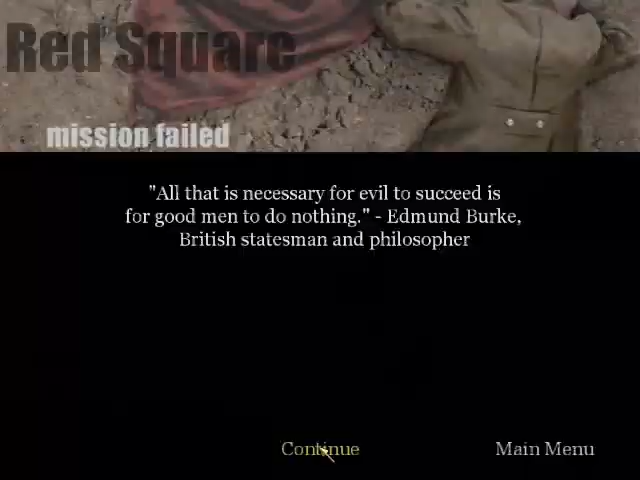 Red Square
mission failed
"All that is necessary for evil to succeed is
for good men to do nothing." - Edmund Burke,
British statesman and philosopher
Continue
Main Menu